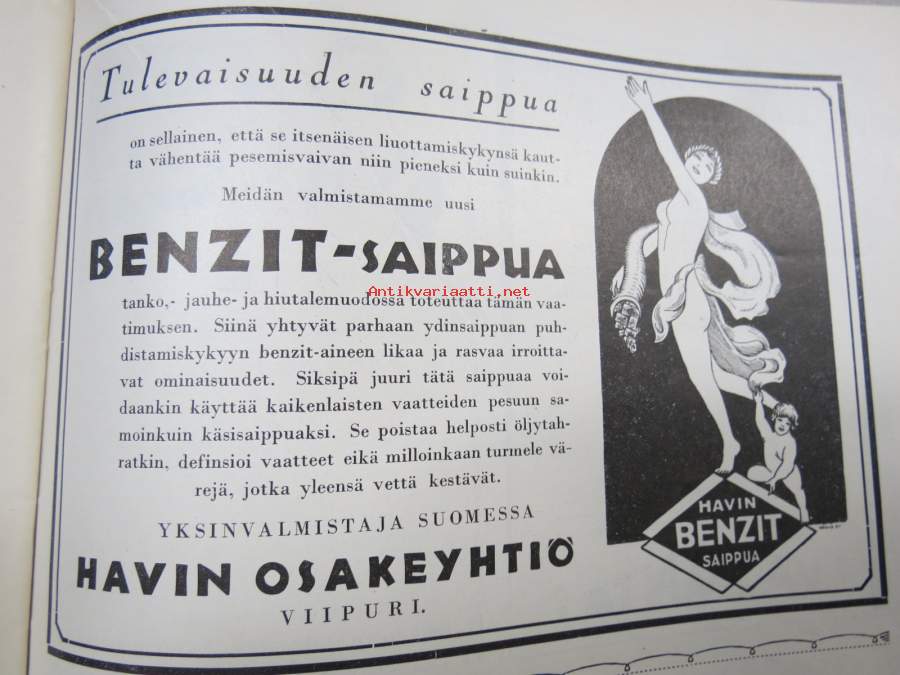 Tulevaisuuden saippua
on sellainen, että se itsenäisen liuottamiskykynsä kaut-
ta vähentää pesemisvaivan niin pieneksi kuin suinkin.
Meidän valmistamamme uusi
BENZIT-SAIPPUA
Antikvariaatti.net
tanko,- jauhe- ja hiutalemuodossa toteuttaa tämän vaa-
timuksen. Siinä yhtyvät parhaan ydinsaippuan puh-
distamiskykyyn benzit-aineen likaa ja rasvaa irroitta-
vat ominaisuudet. Siksipä juuri tätä saippuaa voi-
daankin käyttää kaikenlaisten vaatteiden pesuun sa-
moinkuin käsisaippuaksi. Se poistaa helposti öljytah-
ratkin, definsioi vaatteet eikä milloinkaan turmele vä-
rejä, jotka yleensä vettä kestävät.
YKSINVALMISTAJA SUOMESSA
HAVIN OSAKEYHTIÖ
VIIPURI.
HAVIN
BENZIT
SAIPPUA